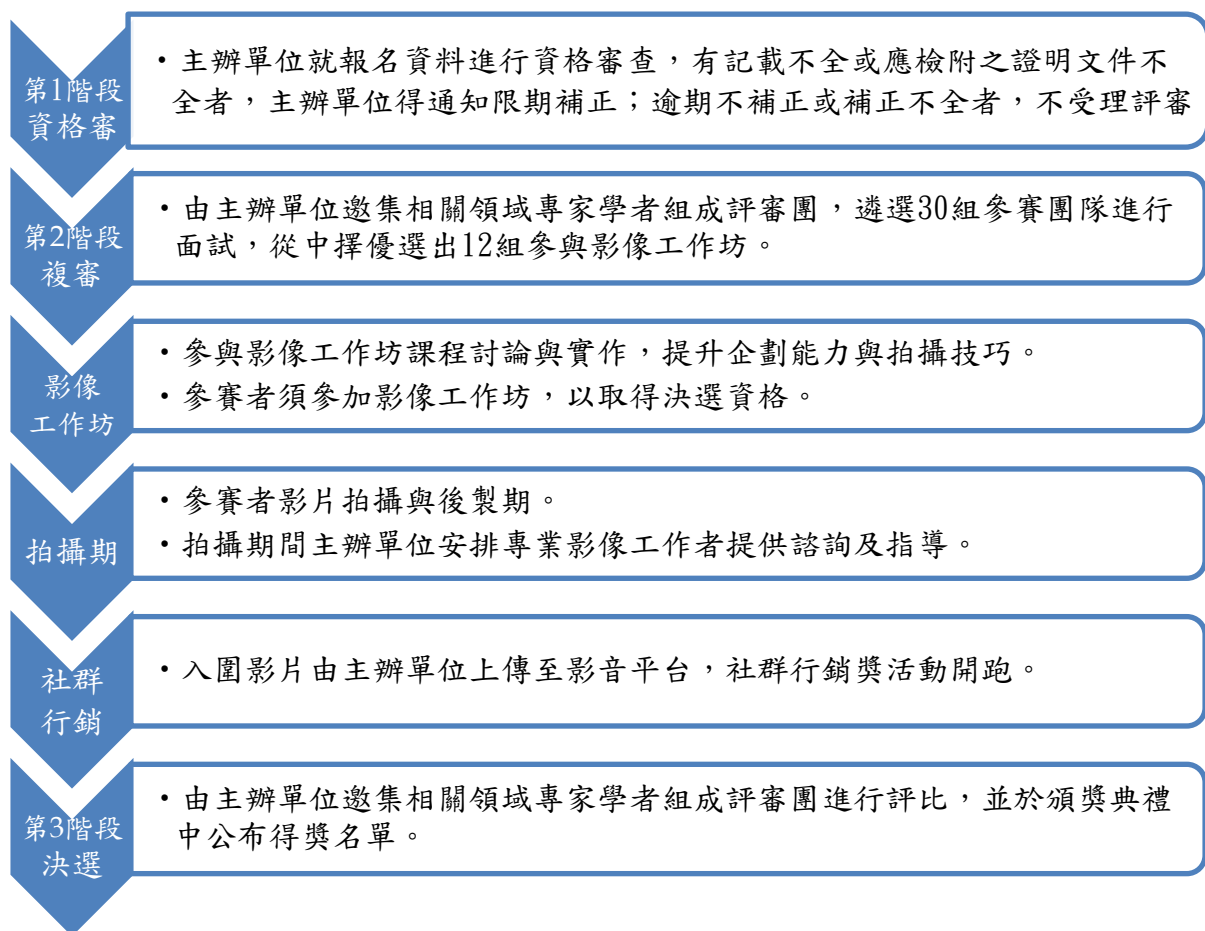 第1階段
資格審
・主辦單位就報名資料進行資格審查,有記載不全或應檢附之證明文件不
全者,主辦單位得通知限期補正;逾期不補正或補正不全者,不受理評審
第2階段
複審
・由主辦單位邀集相關領域專家學者組成評審團,遴選30組參賽團隊進行
面試,從中擇優選出12組參與影像工作坊。
影像
工作坊
・參與影像工作坊課程討論與實作,提升企劃能力與拍攝技巧。
・參賽者須參加影像工作坊,以取得決選資格。
拍攝期
・參賽者影片拍攝與後製期。
・拍攝期間主辦單位安排專業影像工作者提供諮詢及指導。
社群
行銷
・入圍影片由主辦單位上傳至影音平台,社群行銷獎活動開跑。
第3階段
決選
・由主辦單位邀集相關領域專家學者組成評審團進行評比,並於頒獎典禮
中公布得獎名單。